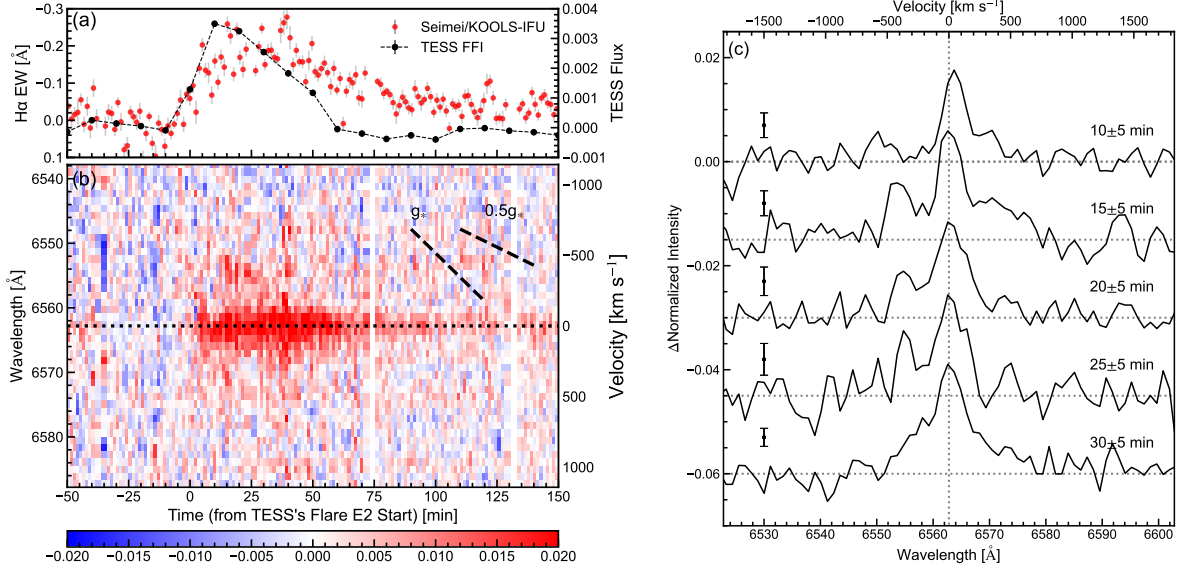 (a)
Seimei/KOOLS-IFU
TESS FFI
Hα EW [Å]
−0.3
−0.2
−0.1
0.0
0.1
TESS Flux
0.004
0.003
0.002
0.001
0.000
−0.001
(b)
g*
0.5g*
Wavelength [Å]
6540
6550
6560
6570
6580
Velocity [km s⁻¹]
−1000
−500
0
500
1000
−50 −25 0 25 50 75 100 125 150
Time (from TESS's Flare E2 Start) [min]
−0.020 −0.015 −0.010 −0.005 0.000 0.005 0.010 0.015 0.020
Velocity [km s⁻¹]
−1500 −1000 −500 0 500 1000 1500
(c)
10±5 min
15±5 min
20±5 min
25±5 min
30±5 min
ΔNormalized Intensity
0.02
0.00
−0.02
−0.04
−0.06
6530 6540 6550 6560 6570 6580 6590 6600
Wavelength [Å]